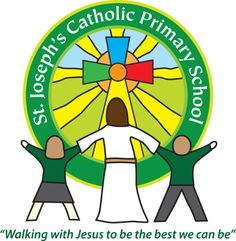 St. Joseph's Catholic Primary School
"Walking with Jesus to be the best we can be"